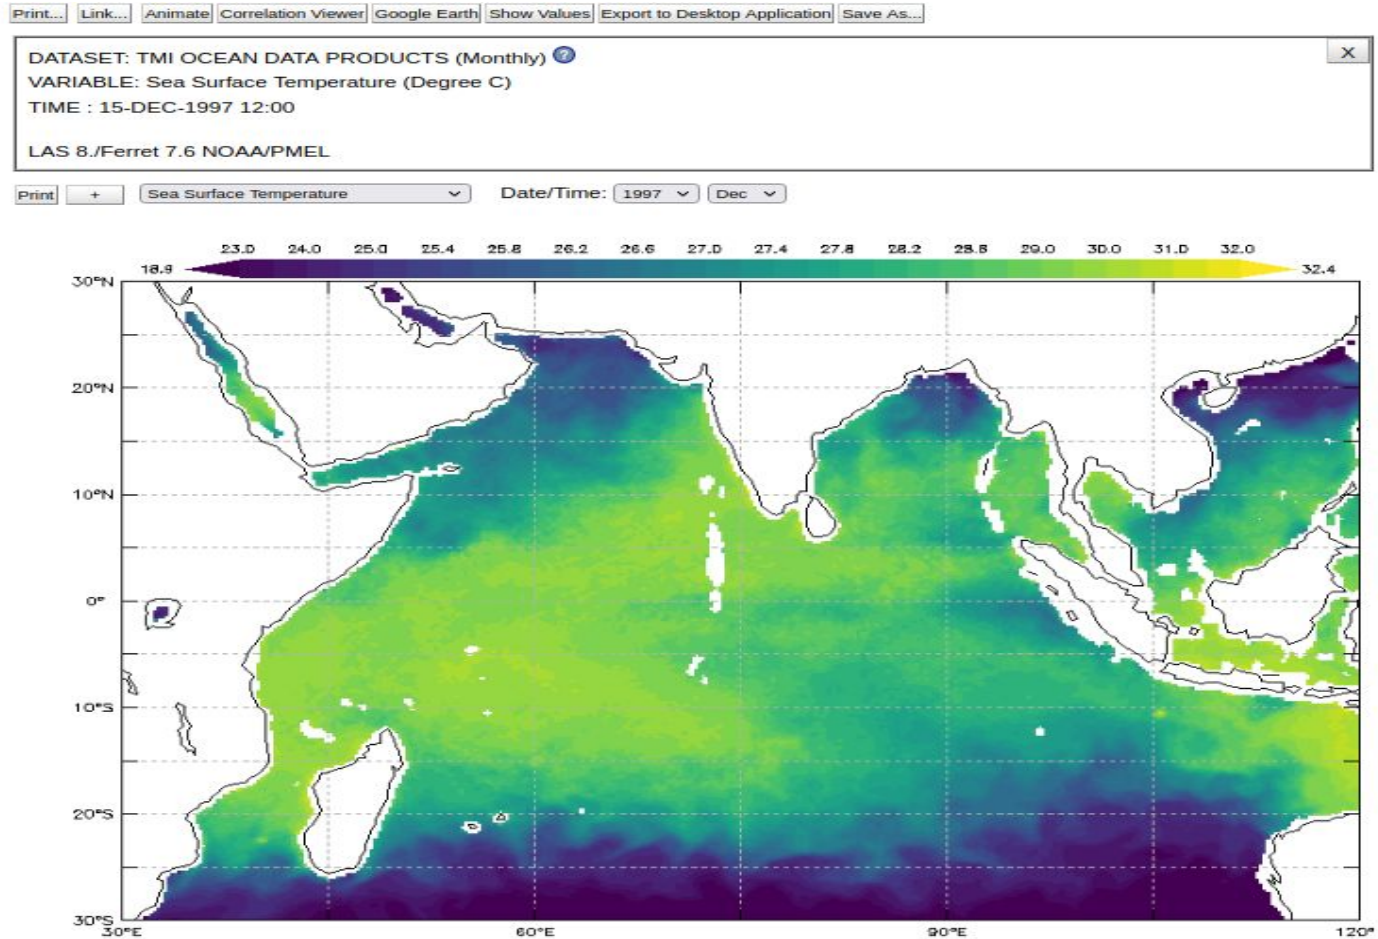 Print... Link... Animate Correlation Viewer Google Earth Show Values Export to Desktop Application Save As...
DATASET: TMI OCEAN DATA PRODUCTS (Monthly) ? X
VARIABLE: Sea Surface Temperature (Degree C)
TIME : 15-DEC-1997 12:00
LAS 8./Ferret 7.6 NOAA/PMEL
Print + Sea Surface Temperature Date/Time: 1997 Dec
23.0 24.0 25.0 25.4 25.8 26.2 26.6 27.0 27.4 27.8 28.2 28.8 29.0 30.0 31.0 32.0
18.9 32.4
30°N
20°N
10°N
0°
10°S
20°S
30°S
30°E 60°E 90°E 120°